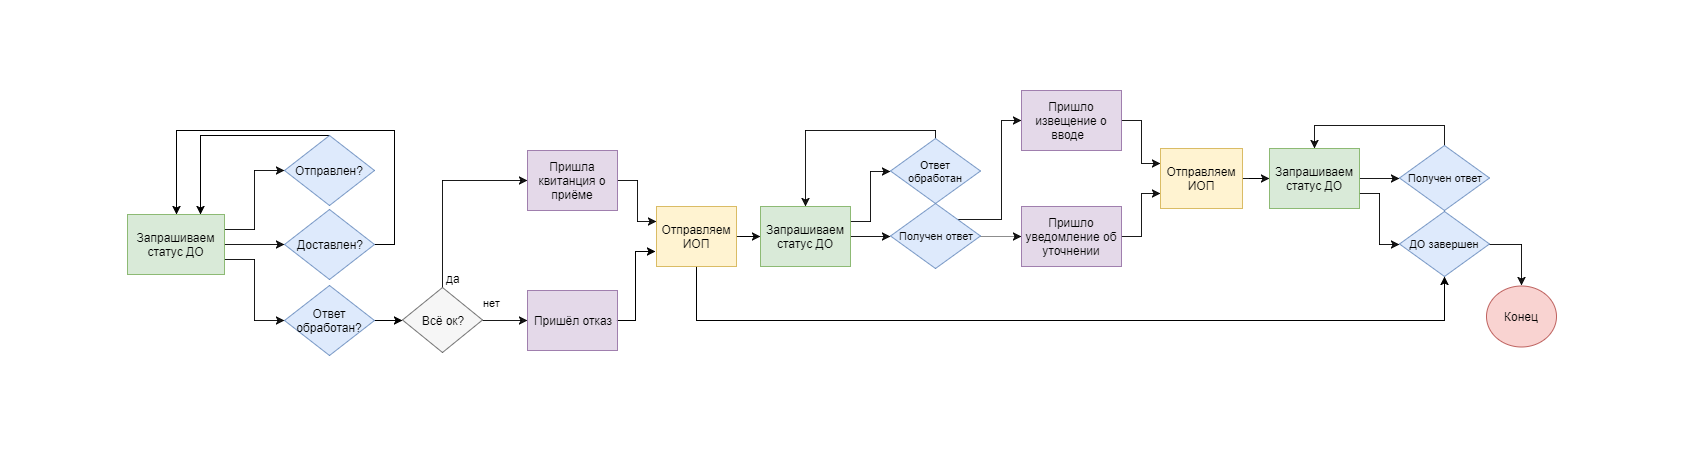 Запрашиваем
статус ДО
Отправлен?
Доставлен?
Ответ
обработан?
Всё ок?
да
нет
Пришла
квитанция о
приёме
Пришёл отказ
Отправляем
ИОП
Запрашиваем
статус ДО
Ответ
обработан
Получен ответ
Пришло
извещение о
вводе
Пришло
уведомление об
уточнении
Отправляем
ИОП
Запрашиваем
статус ДО
Получен ответ
ДО завершен
Конец